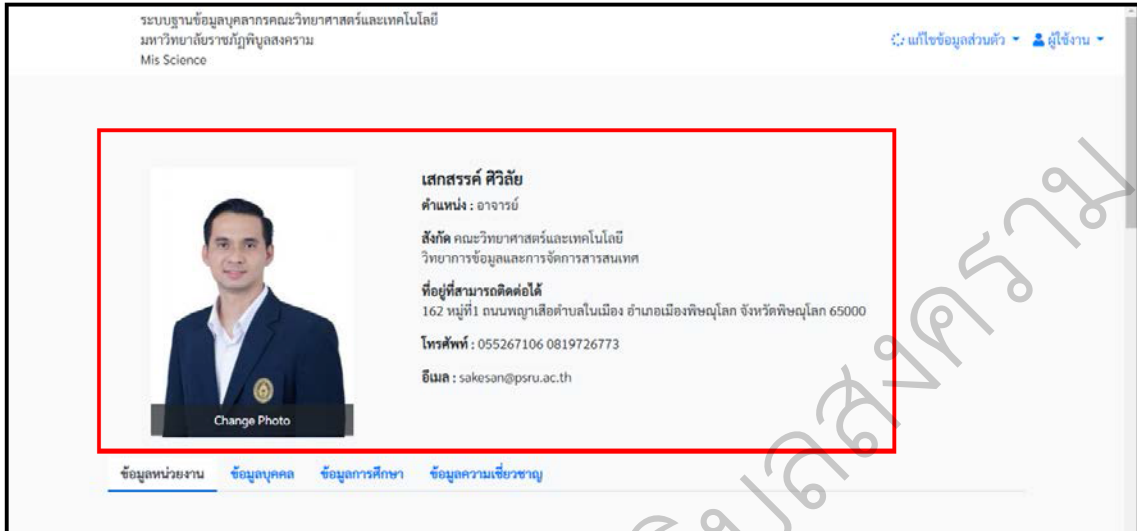 ระบบฐานข้อมูลบุคลากรคณะวิทยาศาสตร์และเทคโนโลยี
มหาวิทยาลัยราชภัฏพิบูลสงคราม
Mis Science
แก้ไขข้อมูลส่วนตัว
ผู้ใช้งาน
เสกสรรค์ ศิวิลัย
ตำแหน่ง : อาจารย์
สังกัด คณะวิทยาศาสตร์และเทคโนโลยี
วิทยาการข้อมูลและการจัดการสารสนเทศ
ที่อยู่ที่สามารถติดต่อได้
162 หมู่ที่1 ถนนพญาเสือตำบลในเมือง อำเภอเมืองพิษณุโลก จังหวัดพิษณุโลก 65000
โทรศัพท์ : 055267106 0819726773
อีเมล : sakesan@psru.ac.th
Change Photo
ข้อมูลหน่วยงาน ข้อมูลบุคคล ข้อมูลการศึกษา ข้อมูลความเชี่ยวชาญ